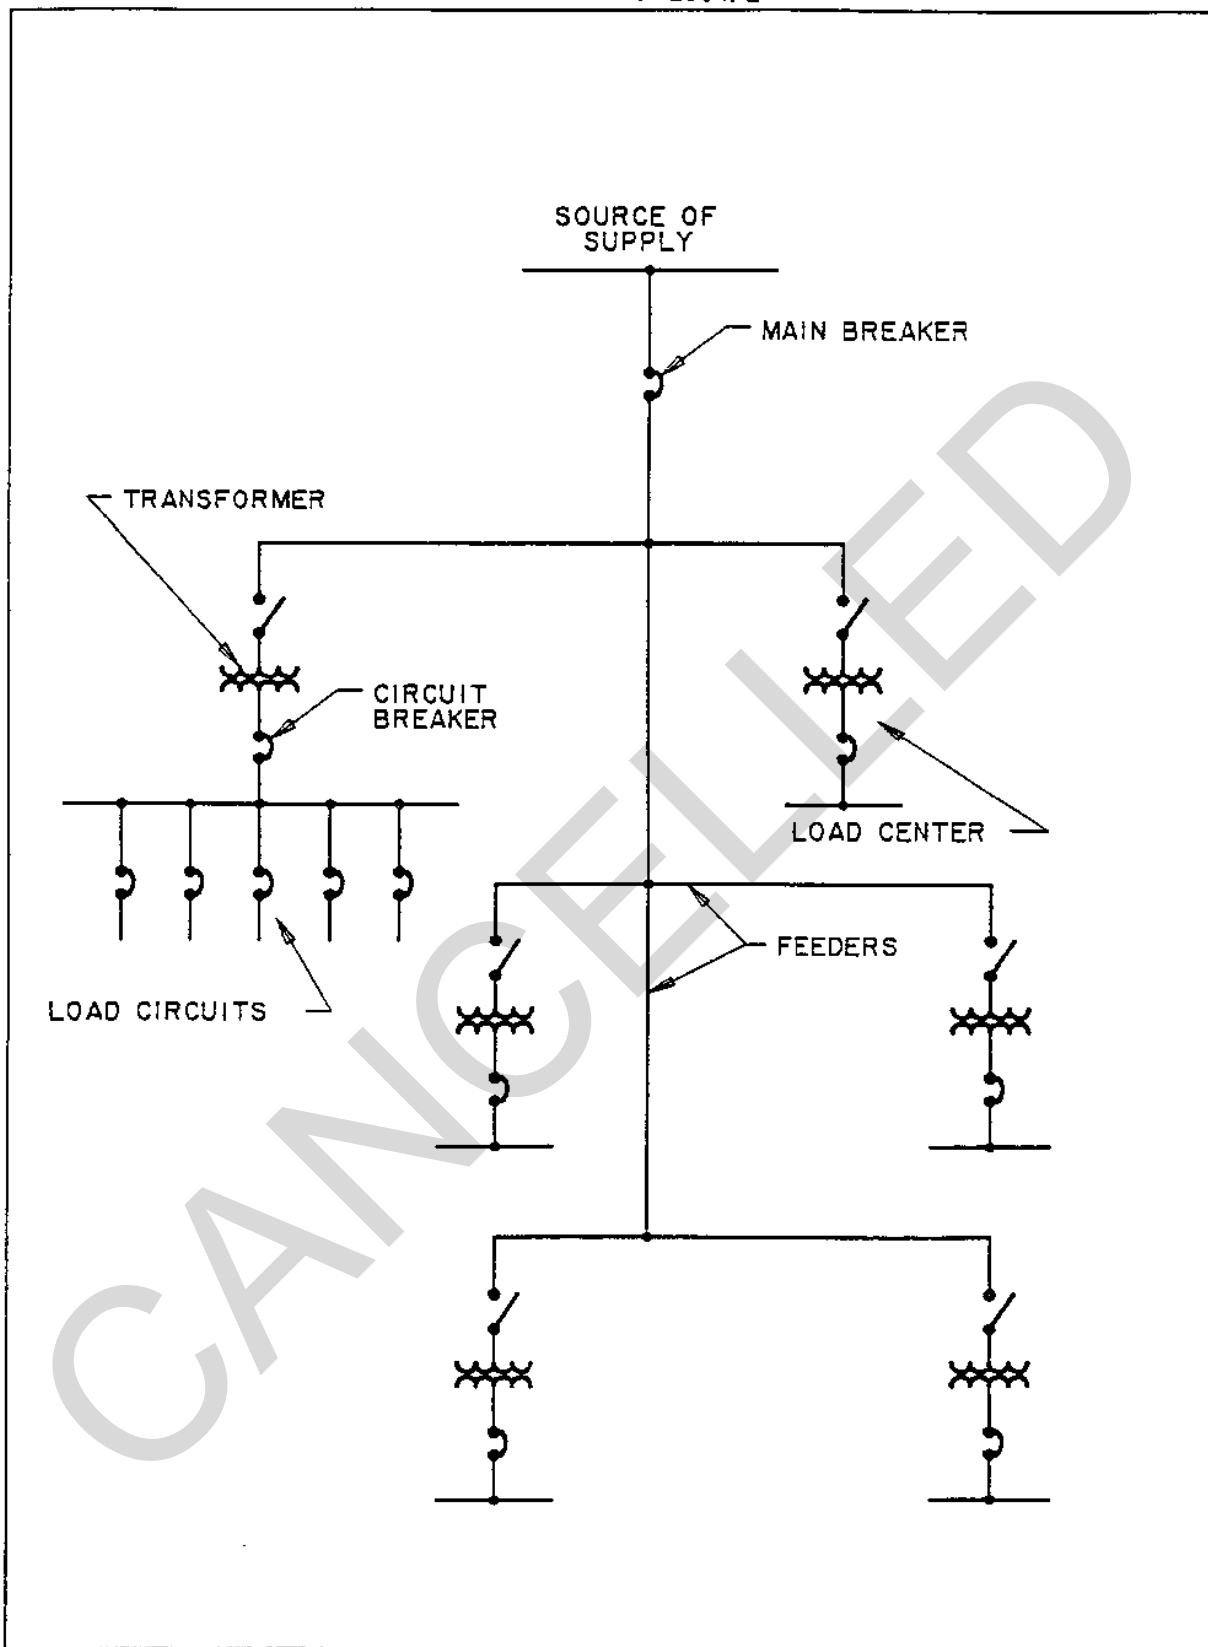 SOURCE OF
SUPPLY
MAIN BREAKER
TRANSFORMER
CIRCUIT
BREAKER
LOAD CENTER
FEEDERS
LOAD CIRCUITS
CANCELLED